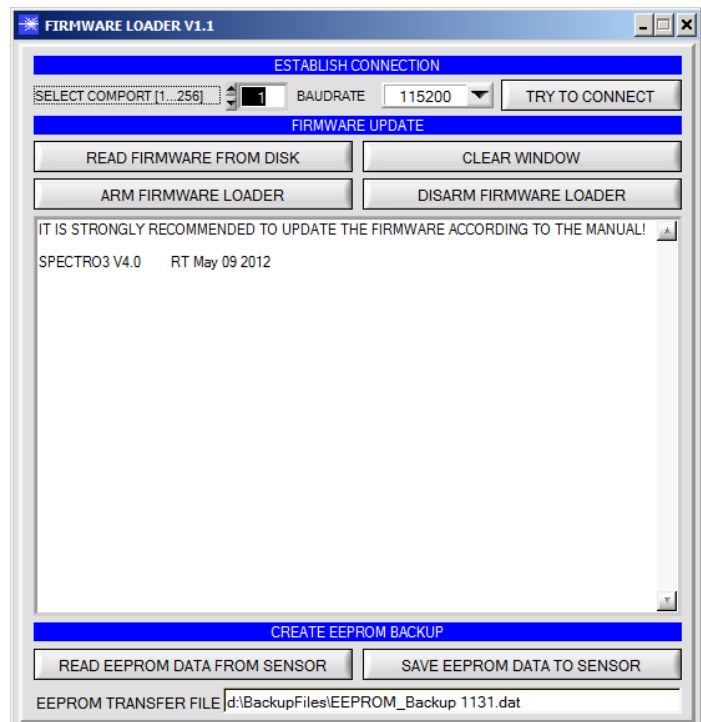 FIRMWARE LOADER V1.1
ESTABLISH CONNECTION
SELECT COMPORT [1...256] 1 BAUDRATE 115200 TRY TO CONNECT
FIRMWARE UPDATE
READ FIRMWARE FROM DISK CLEAR WINDOW
ARM FIRMWARE LOADER DISARM FIRMWARE LOADER
IT IS STRONGLY RECOMMENDED TO UPDATE THE FIRMWARE ACCORDING TO THE MANUAL!
SPECTRO3 V4.0 RT May 09 2012
CREATE EEPROM BACKUP
READ EEPROM DATA FROM SENSOR SAVE EEPROM DATA TO SENSOR
EEPROM TRANSFER FILE d:\BackupFiles\EEPROM_Backup 1131.dat